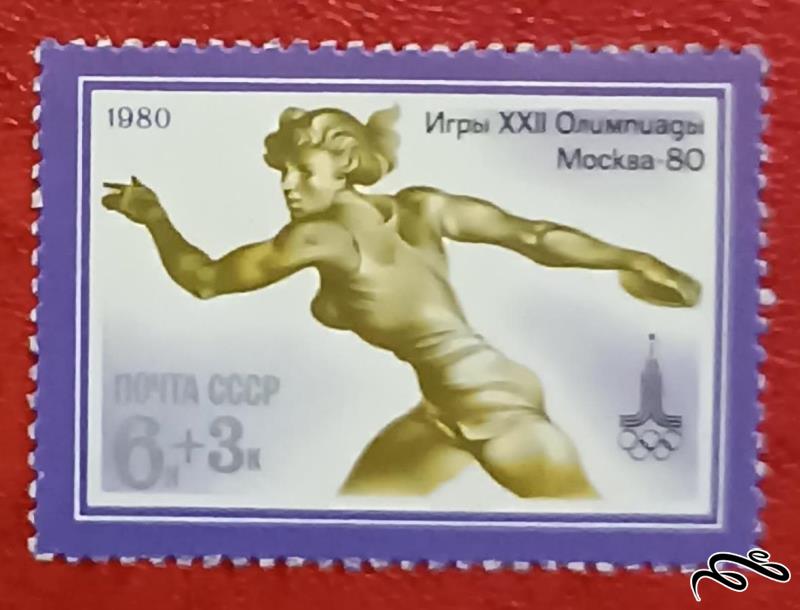 1980
Игры XXII Олимпиады
Москва-80
ПОЧТА СССР
6к+3к